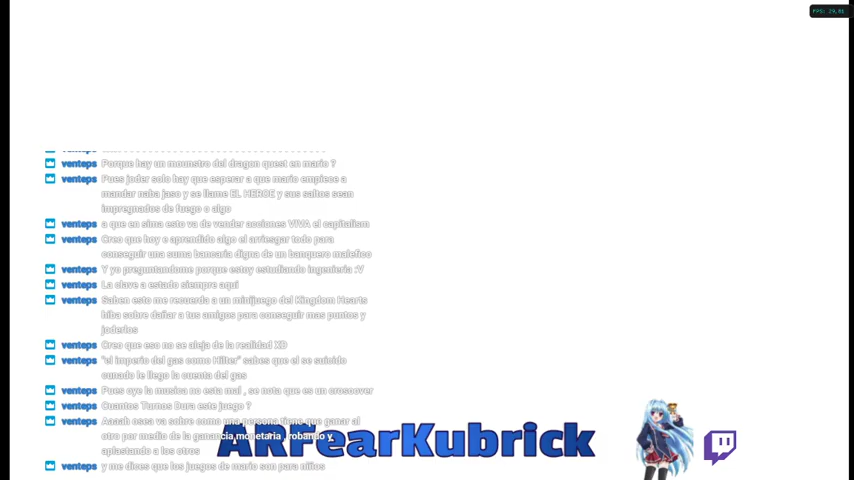 FPS: 29,81
venteps Porque hay un mounstro del dragon quest en mario ?
venteps Pues joder solo hay que esperar a que mario empiece a
mandar naba jaso y se llame EL HEROE y sus saltos sean
impregnados de fuego o algo
venteps a que en sima esto va de vender acciones VIVA el capitalism
venteps Creo que hoy e aprendido algo el arriesgar todo para
conseguir una suma bancaria digna de un banquero malefico
venteps Y yo preguntandome porque estoy estudiando ingenieria :V
venteps La clave a estado siempre aqui
venteps Saben esto me recuerda a un minijuego del Kingdom Hearts
hiba sobre dañar a tus amigos para conseguir mas puntos y
joderlos
venteps Creo que eso no se aleja de la realidad XD
venteps "el imperio del gas como Hitler" sabes que el se suicido
cunado le llego la cuenta del gas
venteps Pues oye la musica no esta mal , se nota que es un crosover
venteps Cuantos Turnos Dura este juego ?
venteps Aaaah osea va sobre como una persona tiene que ganar al
otro por medio de la ganancia monetaria , robando y
aplastando a los otros
venteps y me dices que los juegos de mario son para niños
ARFearKubrick